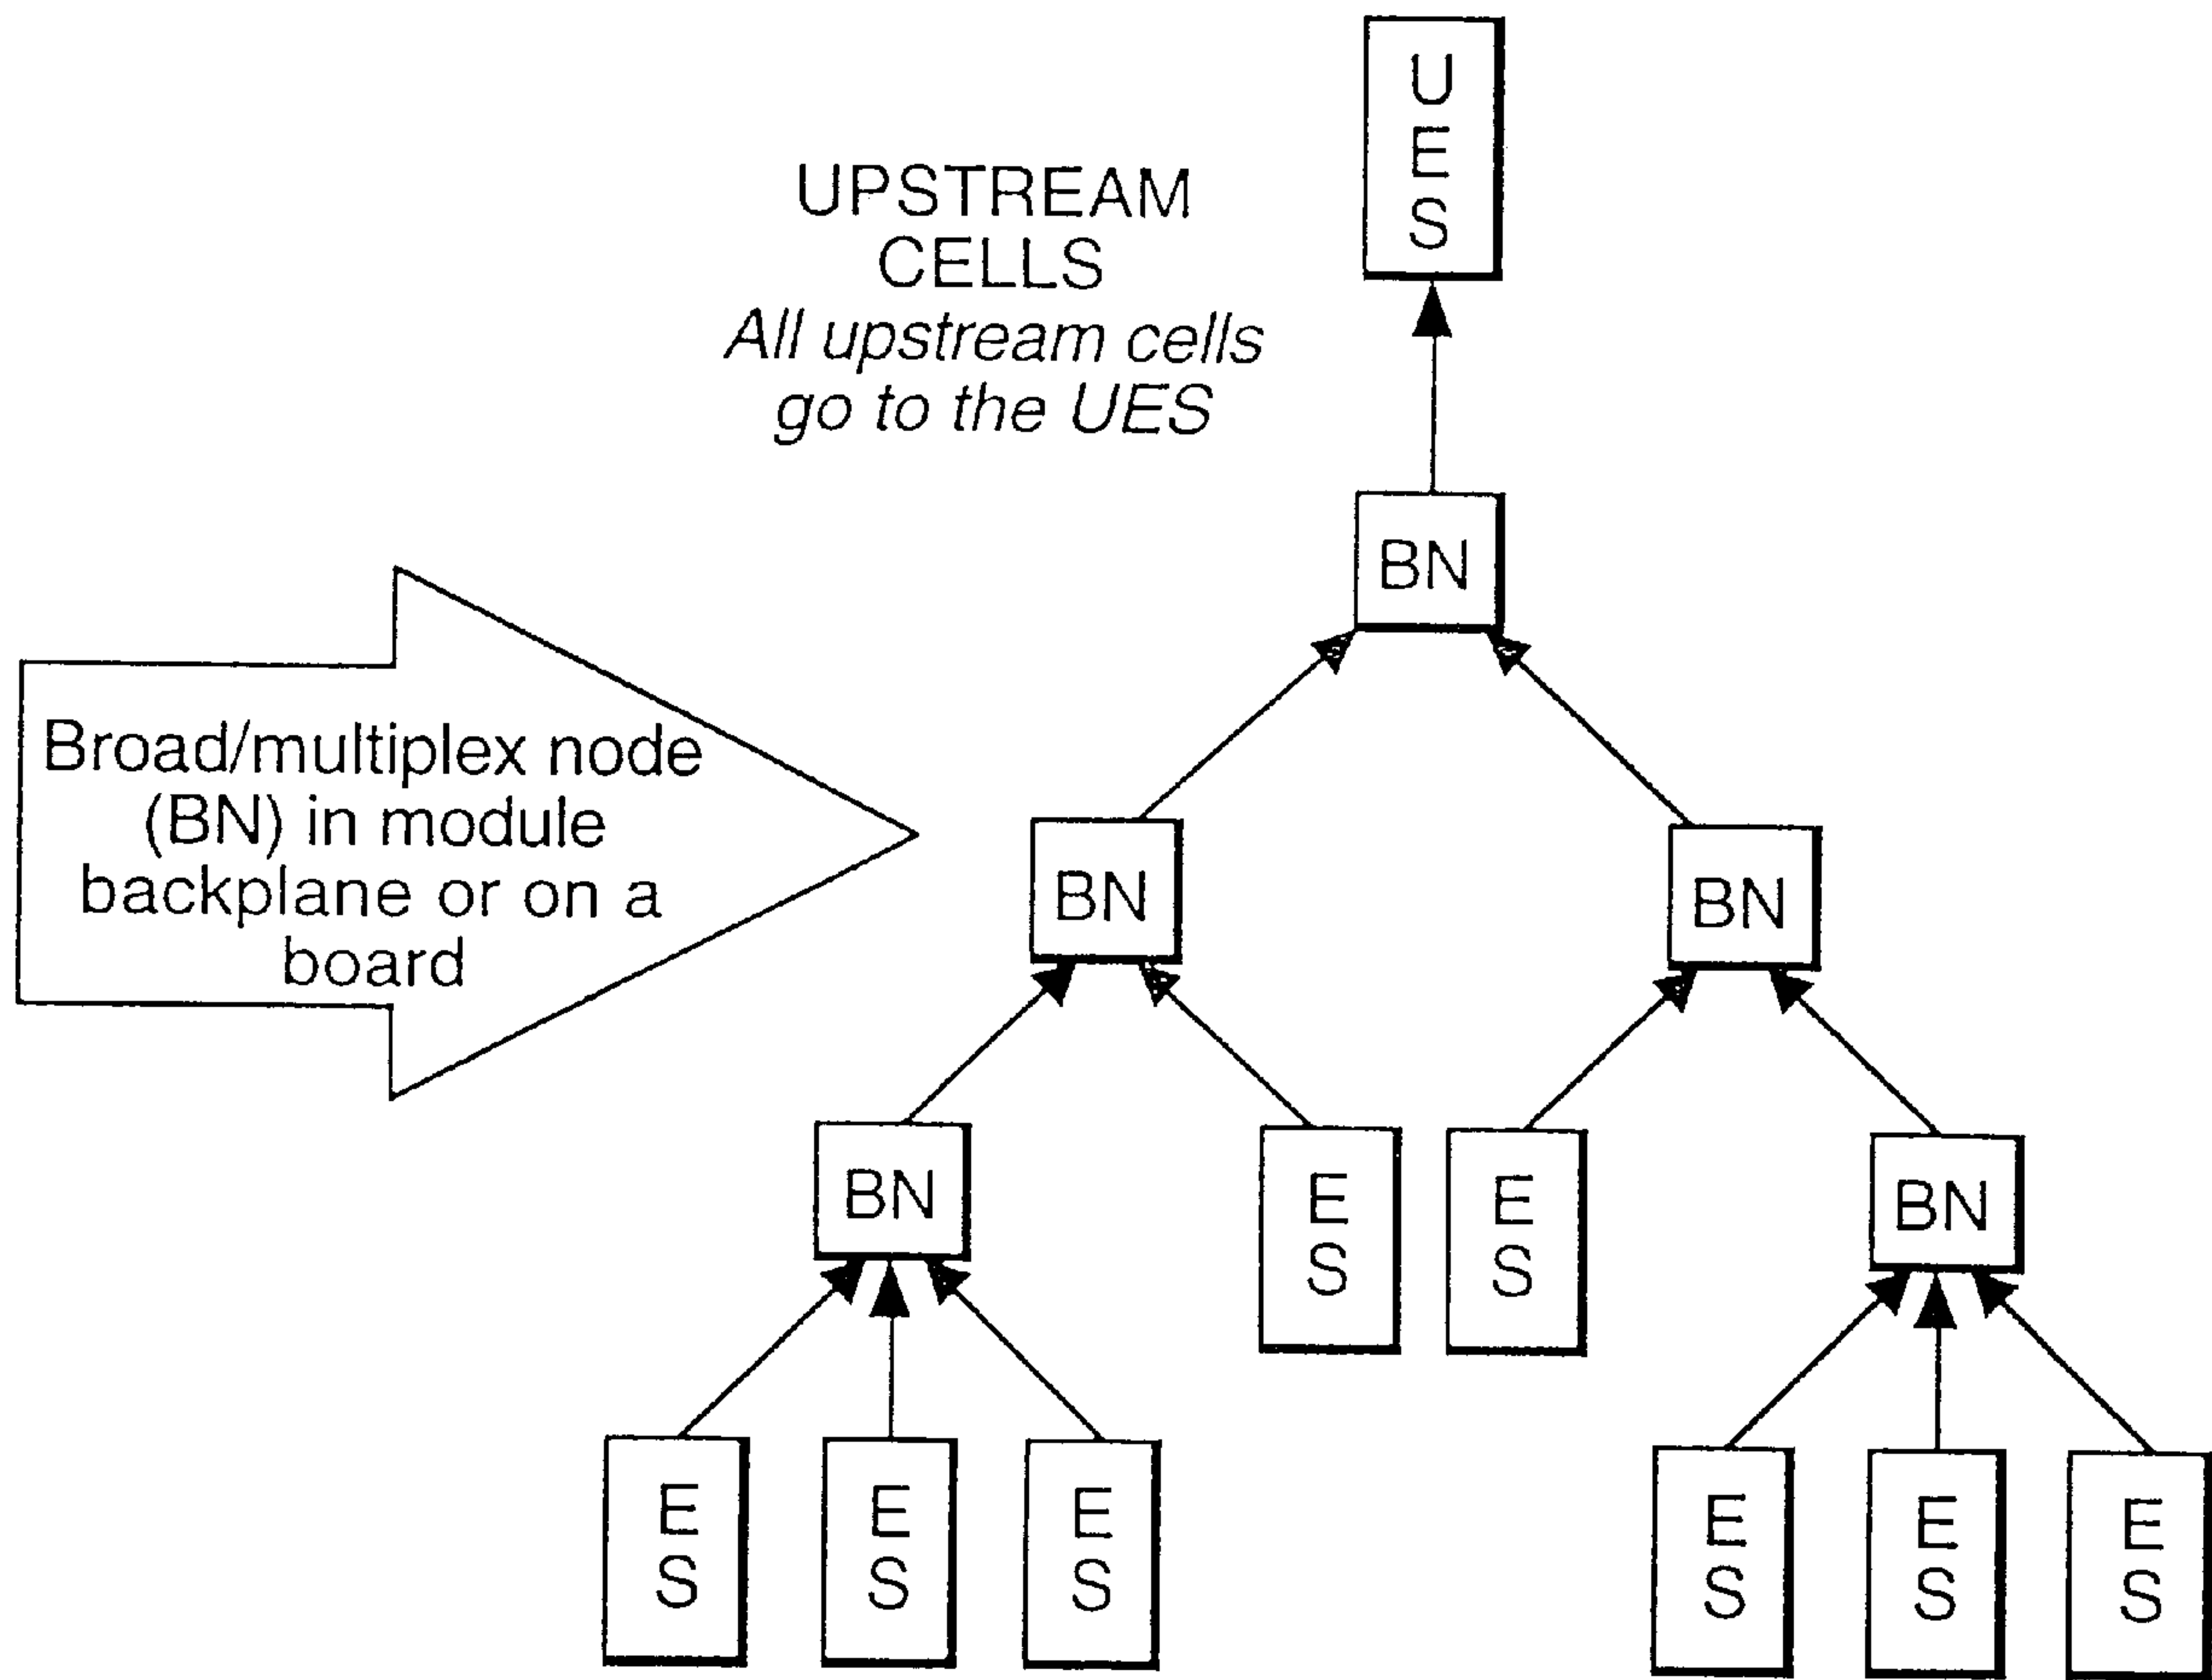 U
E
S
UPSTREAM
CELLS
All upstream cells
go to the UES
BN
Broad/multiplex node
(BN) in module
backplane or on a
board
BN
BN
BN
E
S
E
S
BN
E
S
E
S
E
S
E
S
E
S
E
S